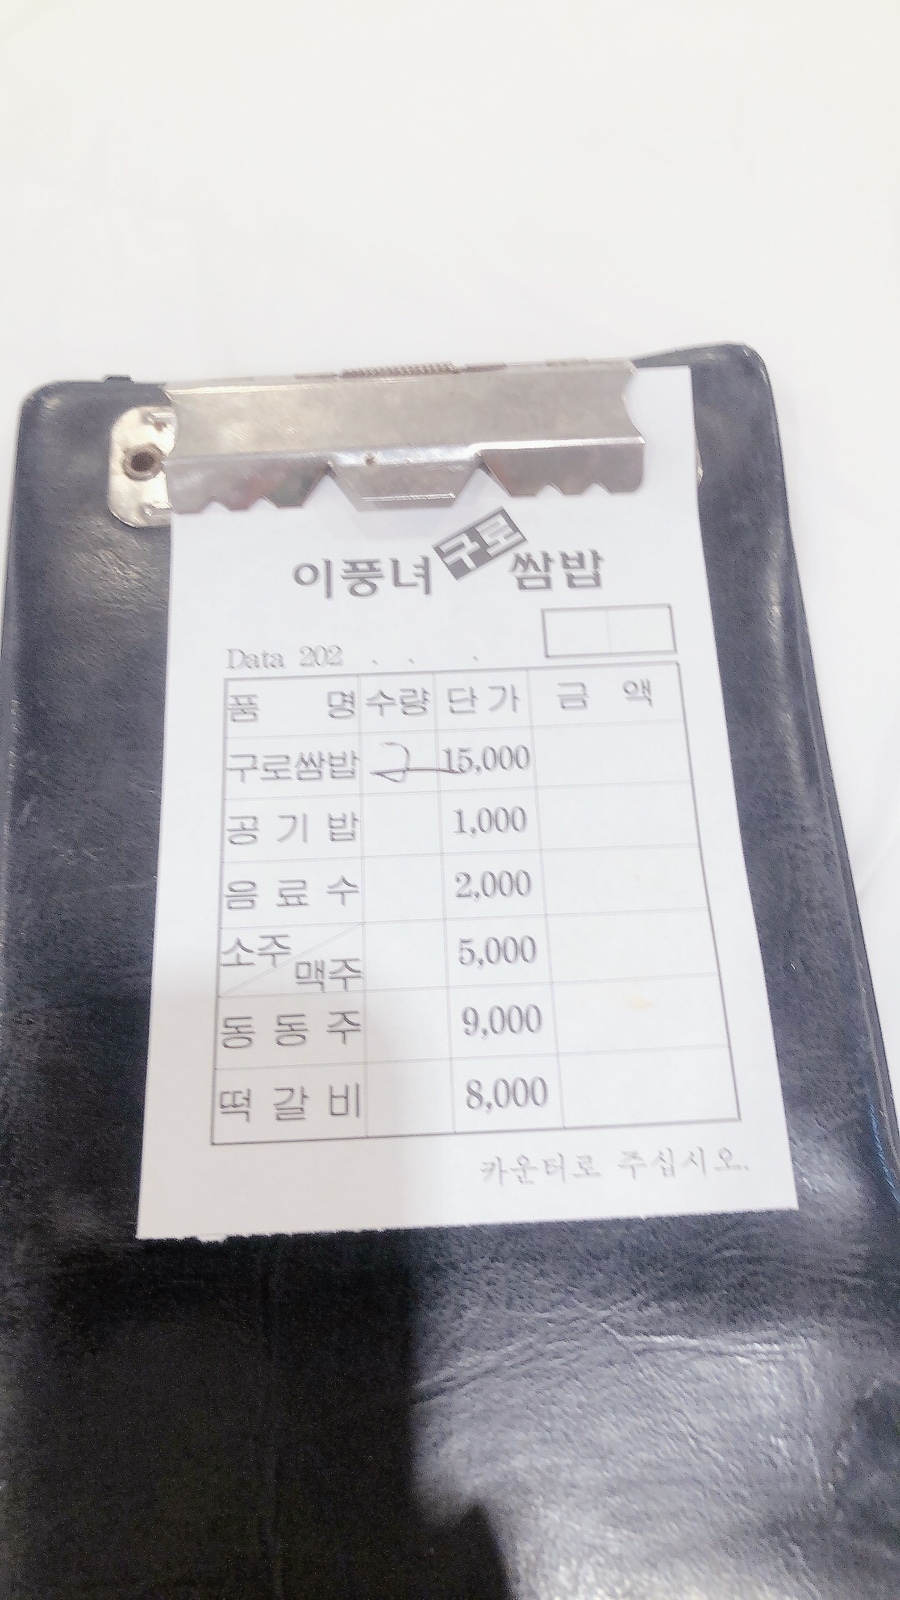 이풍녀 구로 쌈밥
Data 202 . . .
품 명 수량 단가 금 액
구로쌈밥 2 15,000
공 기 밥 1,000
음 료 수 2,000
소주/맥주 5,000
동 동 주 9,000
떡 갈 비 8,000
카운터로 주십시오.